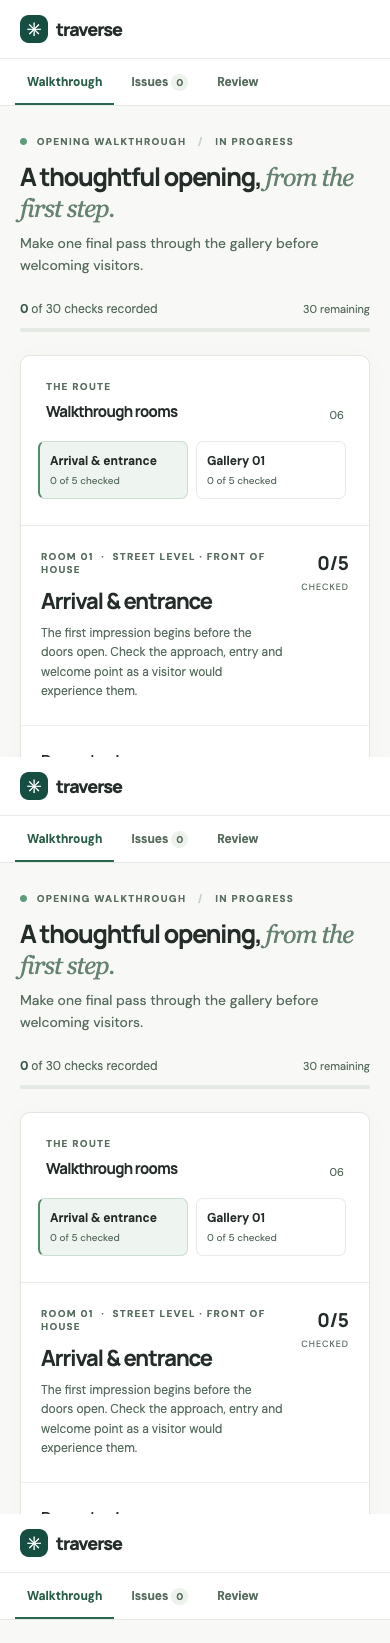 traverse
Walkthrough Issues 0 Review
OPENING WALKTHROUGH / IN PROGRESS
A thoughtful opening, from the
first step.
Make one final pass through the gallery before
welcoming visitors.
0 of 30 checks recorded 30 remaining
THE ROUTE
Walkthrough rooms 06
Arrival & entrance Gallery 01
0 of 5 checked 0 of 5 checked
ROOM 01 · STREET LEVEL · FRONT OF
HOUSE
0/5
CHECKED
Arrival & entrance
The first impression begins before the
doors open. Check the approach, entry and
welcome point as a visitor would
experience them.
traverse
Walkthrough Issues 0 Review
OPENING WALKTHROUGH / IN PROGRESS
A thoughtful opening, from the
first step.
Make one final pass through the gallery before
welcoming visitors.
0 of 30 checks recorded 30 remaining
THE ROUTE
Walkthrough rooms 06
Arrival & entrance Gallery 01
0 of 5 checked 0 of 5 checked
ROOM 01 · STREET LEVEL · FRONT OF
HOUSE
0/5
CHECKED
Arrival & entrance
The first impression begins before the
doors open. Check the approach, entry and
welcome point as a visitor would
experience them.
traverse
Walkthrough Issues 0 Review